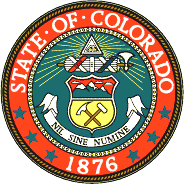 STATE · OF · COLORADO
NIL SINE NUMINE
1876